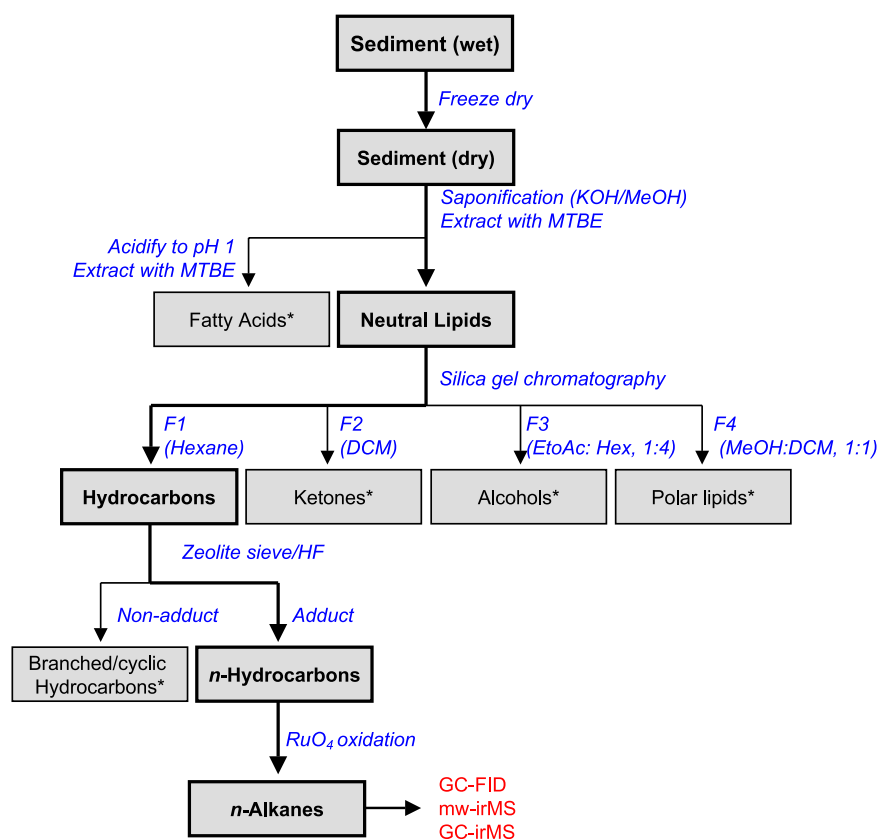 Sediment (wet)
Freeze dry
Sediment (dry)
Saponification (KOH/MeOH)
Extract with MTBE
Acidify to pH 1
Extract with MTBE
Fatty Acids*
Neutral Lipids
Silica gel chromatography
F1
(Hexane)
F2
(DCM)
F3
(EtoAc: Hex, 1:4)
F4
(MeOH:DCM, 1:1)
Hydrocarbons
Ketones*
Alcohols*
Polar lipids*
Zeolite sieve/HF
Non-adduct
Adduct
Branched/cyclic
Hydrocarbons*
n-Hydrocarbons
RuO₄ oxidation
n-Alkanes
GC-FID
mw-irMS
GC-irMS